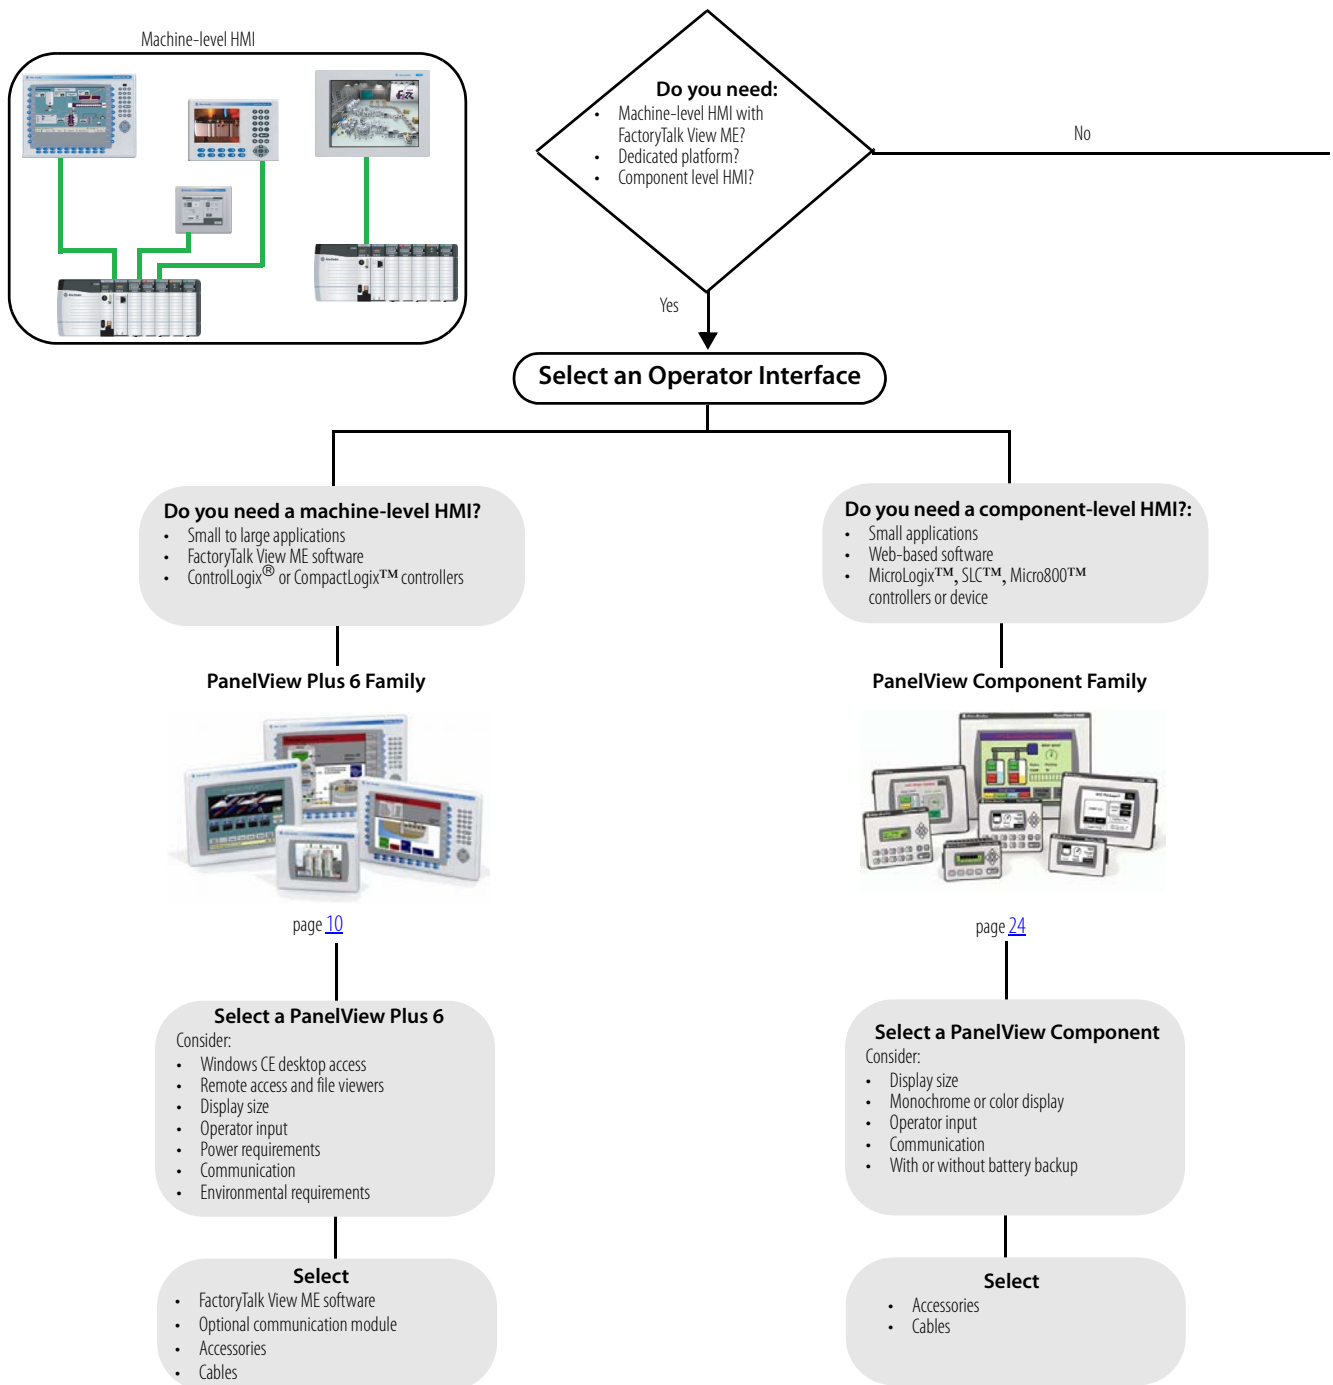 Machine-level HMI
Do you need:
• Machine-level HMI with
FactoryTalk View ME?
• Dedicated platform?
• Component level HMI?
No
Yes
Select an Operator Interface
Do you need a machine-level HMI?
• Small to large applications
• FactoryTalk View ME software
• ControlLogix® or CompactLogix™ controllers
Do you need a component-level HMI?:
• Small applications
• Web-based software
• MicroLogix™, SLC™, Micro800™
controllers or device
PanelView Plus 6 Family
PanelView Component Family
page 10
page 24
Select a PanelView Plus 6
Consider:
• Windows CE desktop access
• Remote access and file viewers
• Display size
• Operator input
• Power requirements
• Communication
• Environmental requirements
Select a PanelView Component
Consider:
• Display size
• Monochrome or color display
• Operator input
• Communication
• With or without battery backup
Select
• FactoryTalk View ME software
• Optional communication module
• Accessories
• Cables
Select
• Accessories
• Cables